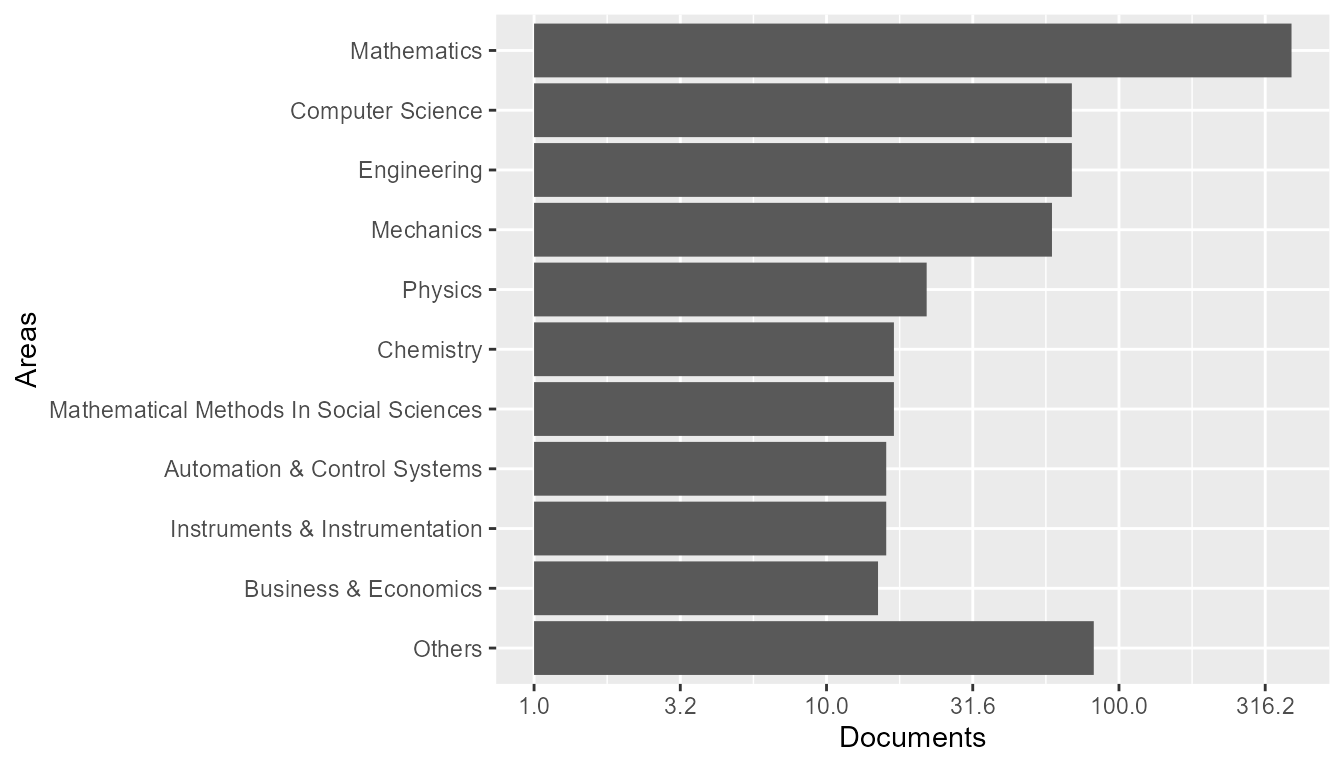 Mathematics
Computer Science
Engineering
Mechanics
Physics
Chemistry
Mathematical Methods In Social Sciences
Automation & Control Systems
Instruments & Instrumentation
Business & Economics
Others
Areas
1.0 3.2 10.0 31.6 100.0 316.2
Documents